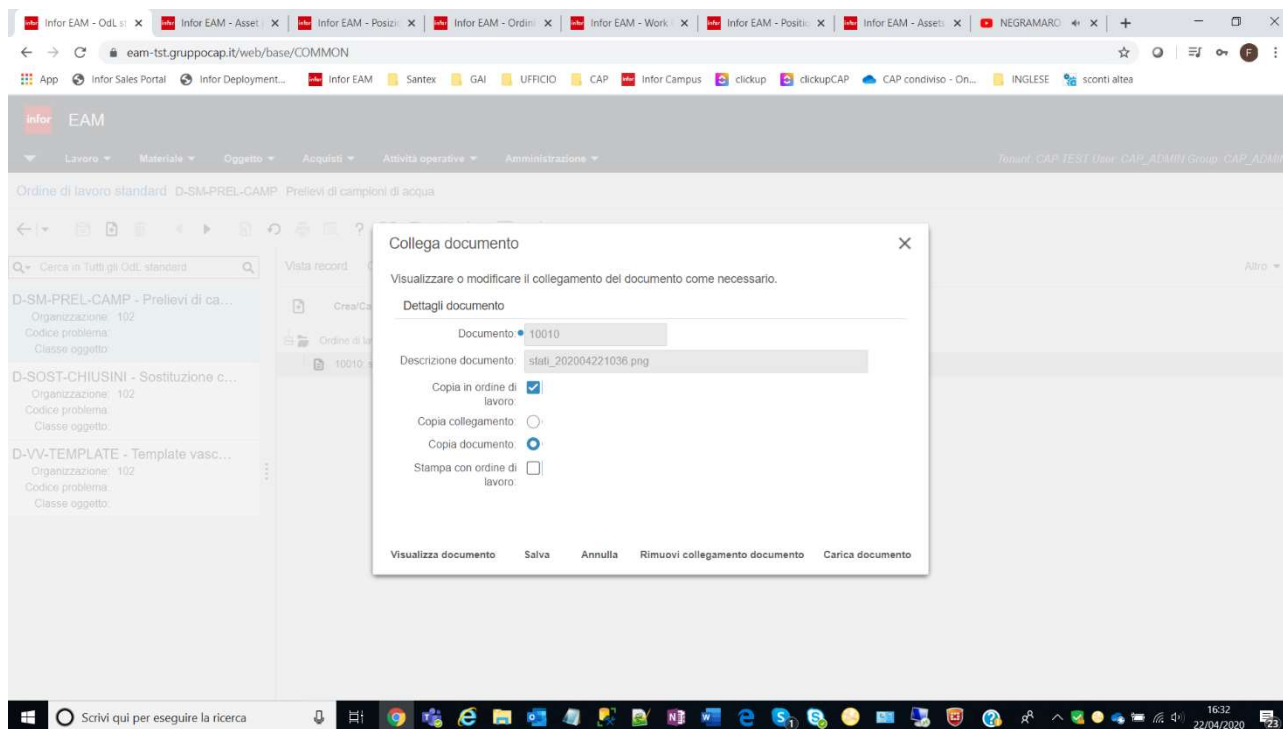 Infor EAM - OdL st
Infor EAM - Asset
Infor EAM - Posizio
Infor EAM - Ordini
Infor EAM - Work
Infor EAM - Positio
Infor EAM - Assets
NEGRAMARO
eam-tst.gruppocap.it/web/base/COMMON
App
Infor Sales Portal
Infor Deployment...
Infor EAM
Santex
GAI
UFFICIO
CAP
Infor Campus
clickup
clickupCAP
CAP condiviso - On...
INGLESE
sconti altea
infor EAM
Lavoro
Materiale
Oggetto
Acquisti
Attività operative
Amministrazione
Tenant: CAP-TEST User: CAP_ADMIN Group: CAP_ADMI
Ordine di lavoro standard D-SM-PREL-CAMP Prelievi di campioni di acqua
Cerca in Tutti gli OdL standard
Vista record
Altro
D-SM-PREL-CAMP - Prelievi di ca...
Organizzazione: 102
Codice problema:
Classe oggetto:
D-SOST-CHIUSINI - Sostituzione c...
Organizzazione: 102
Codice problema:
Classe oggetto:
D-VV-TEMPLATE - Template vasc...
Organizzazione: 102
Codice problema:
Classe oggetto:
Crea/Ca
Ordine di la
10010 s
Collega documento
Visualizzare o modificare il collegamento del documento come necessario.
Dettagli documento
Documento: 10010
Descrizione documento: stati_202004221036.png
Copia in ordine di
lavoro:
Copia collegamento:
Copia documento:
Stampa con ordine di
lavoro:
Visualizza documento
Salva
Annulla
Rimuovi collegamento documento
Carica documento
Scrivi qui per eseguire la ricerca
16:32
22/04/2020
23